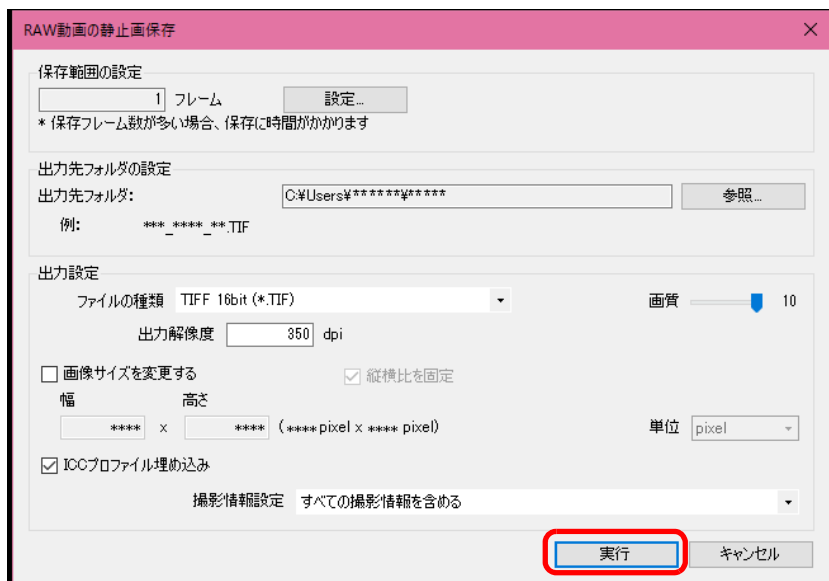 RAW動画の静止画保存
保存範囲の設定
1 フレーム 設定...
* 保存フレーム数が多い場合、保存に時間がかかります
出力先フォルダの設定
出力先フォルダ: C:¥Users¥******¥***** 参照...
例: ***_****_**.TIF
出力設定
ファイルの種類 TIFF 16bit (*.TIF) 画質 10
出力解像度 350 dpi
画像サイズを変更する 縦横比を固定
幅 高さ
**** x **** (**** pixel x **** pixel) 単位 pixel
ICCプロファイル埋め込み
撮影情報設定 すべての撮影情報を含める
実行 キャンセル